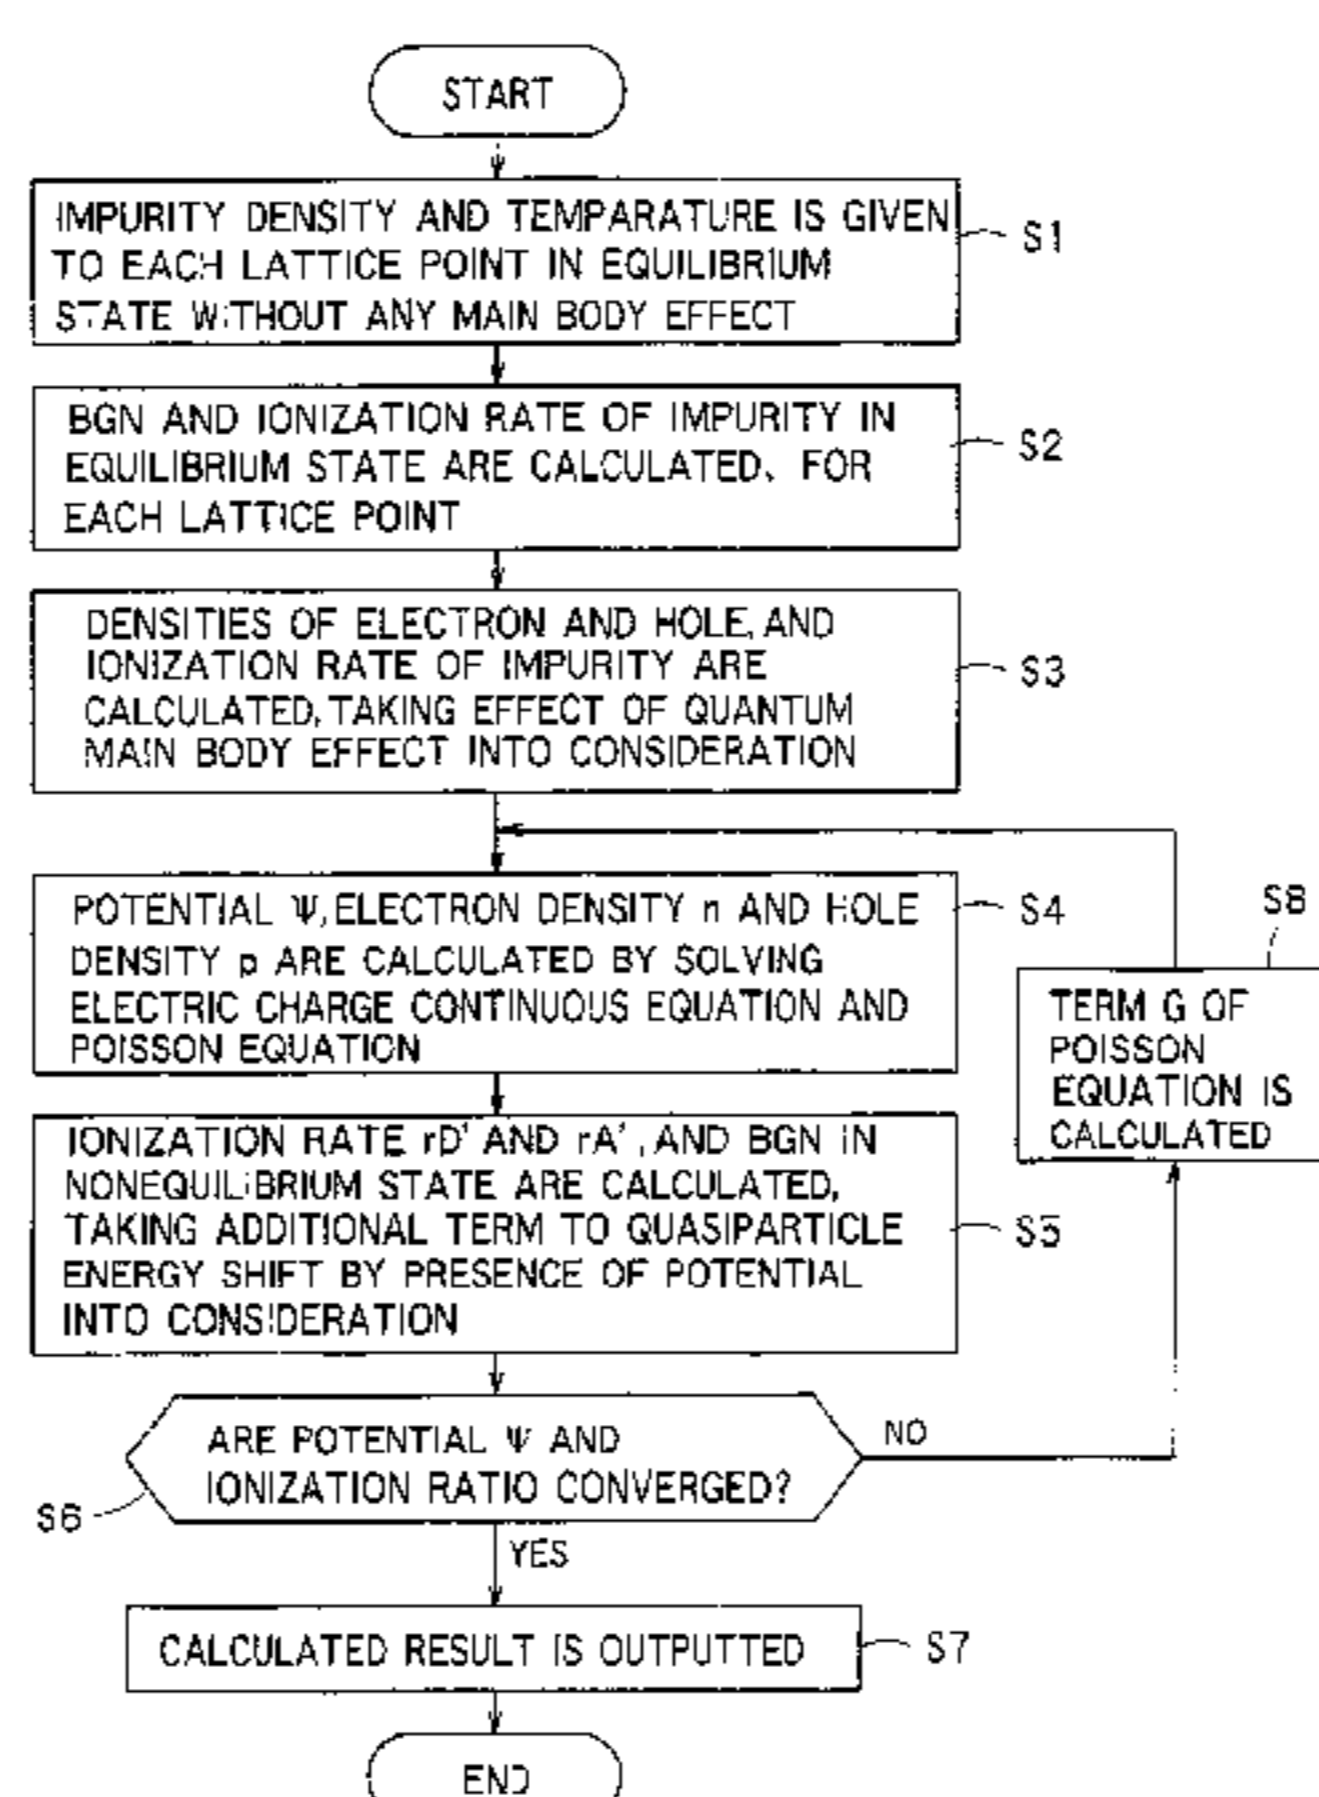 START
IMPURITY DENSITY AND TEMPARATURE IS GIVEN
TO EACH LATTICE POINT IN EQUILIBRIUM
STATE WITHOUT ANY MAIN BODY EFFECT
S1
BGN AND IONIZATION RATE OF IMPURITY IN
EQUILIBRIUM STATE ARE CALCULATED, FOR
EACH LATTICE POINT
S2
DENSITIES OF ELECTRON AND HOLE, AND
IONIZATION RATE OF IMPURITY ARE
CALCULATED, TAKING EFFECT OF QUANTUM
MAIN BODY EFFECT INTO CONSIDERATION
S3
POTENTIAL Ψ, ELECTRON DENSITY n AND HOLE
DENSITY p ARE CALCULATED BY SOLVING
ELECTRIC CHARGE CONTINUOUS EQUATION AND
POISSON EQUATION
S4
S8
TERM G OF
POISSON
EQUATION IS
CALCULATED
IONIZATION RATE rD' AND rA', AND BGN IN
NONEQUILIBRIUM STATE ARE CALCULATED,
TAKING ADDITIONAL TERM TO QUASIPARTICLE
ENERGY SHIFT BY PRESENCE OF POTENTIAL
INTO CONSIDERATION
S5
ARE POTENTIAL Ψ AND
IONIZATION RATIO CONVERGED?
NO
S6
YES
CALCULATED RESULT IS OUTPUTTED
S7
END